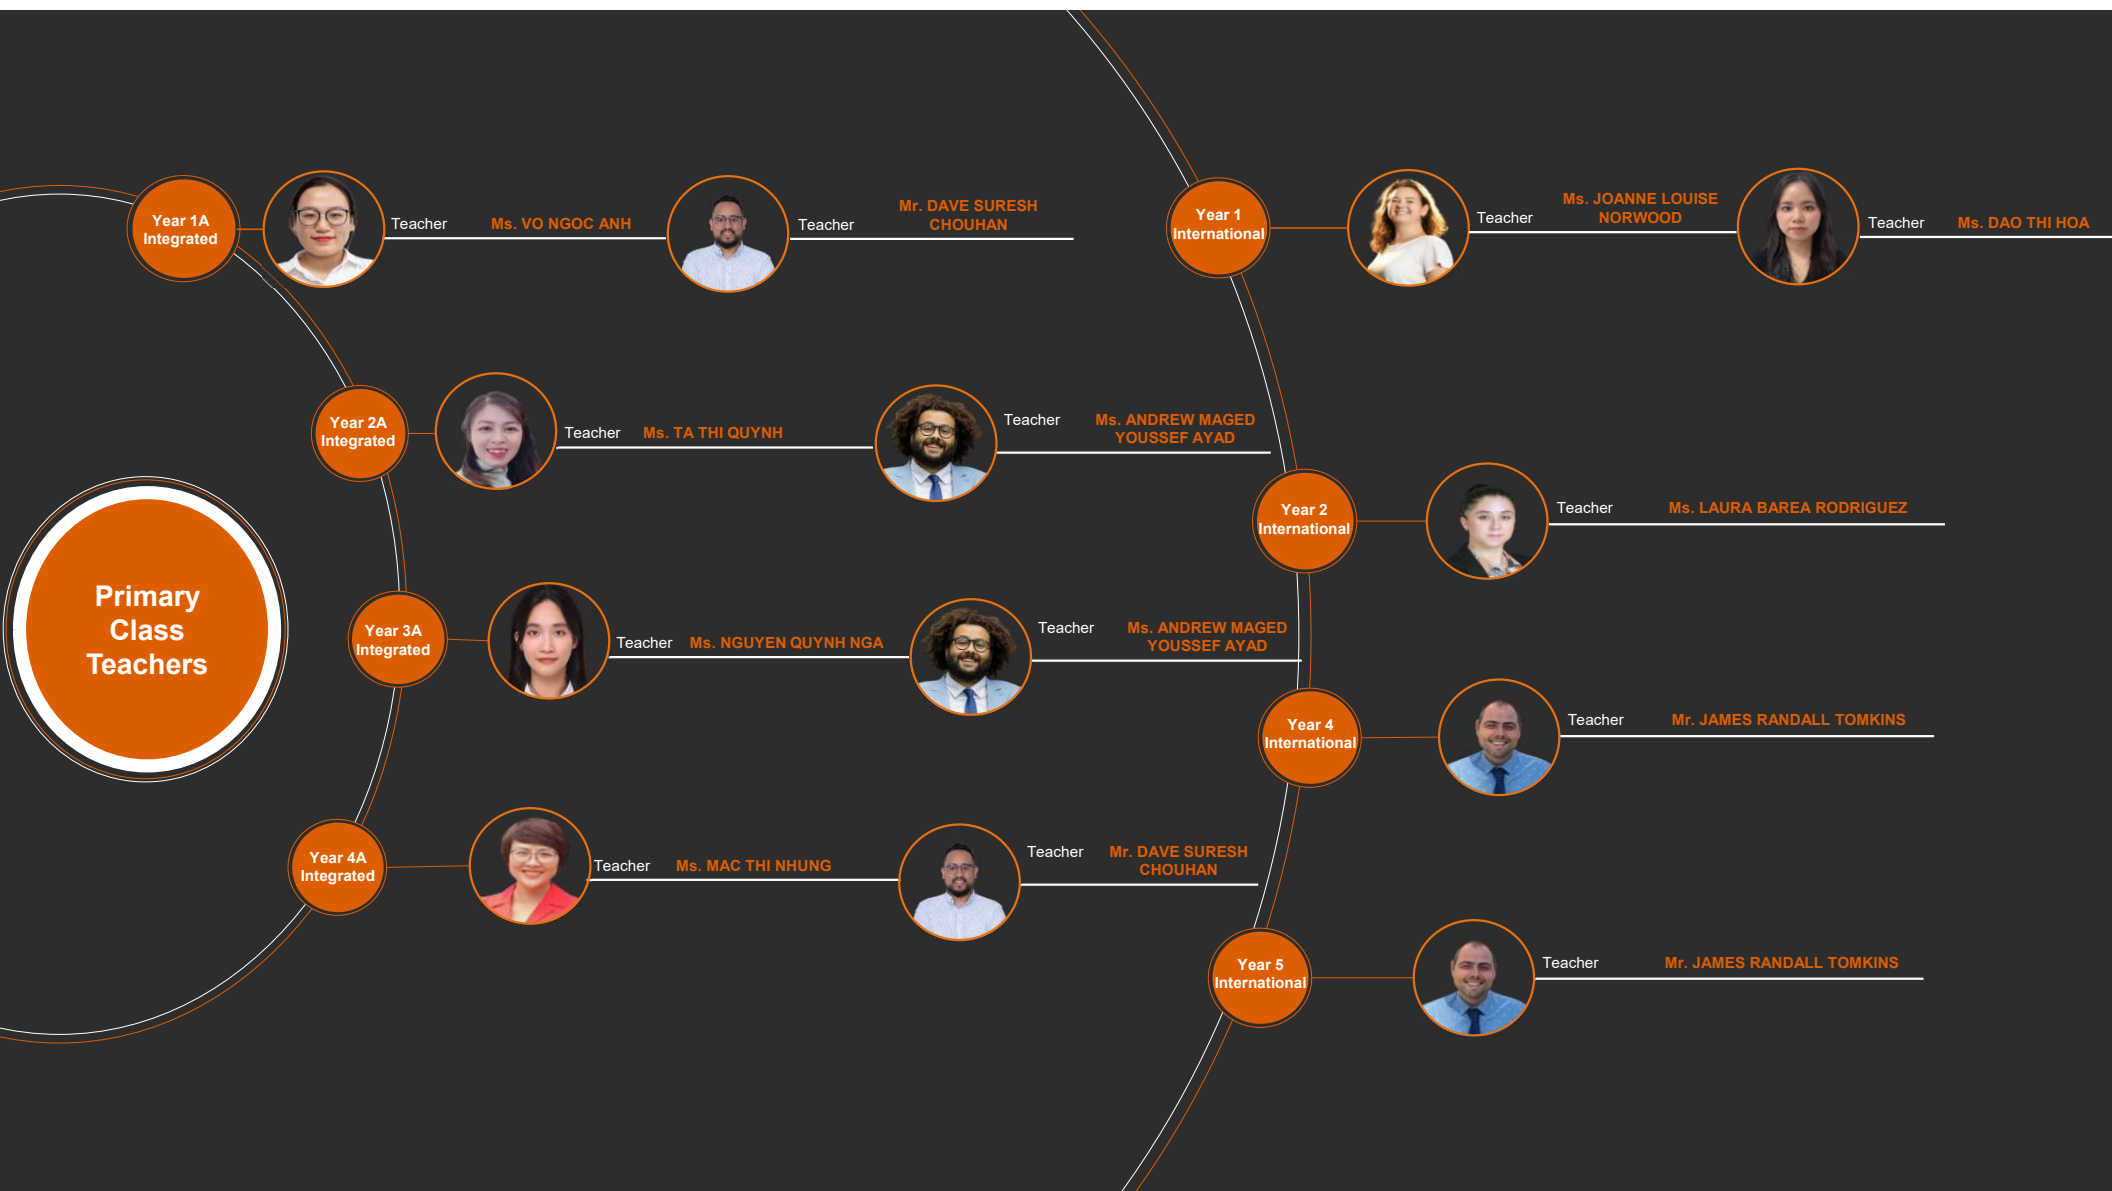 Year 1A
Integrated
Teacher
Ms. VO NGOC ANH
Teacher
Mr. DAVE SURESH
CHOUHAN
Year 1
International
Teacher
Ms. JOANNE LOUISE
NORWOOD
Teacher
Ms. DAO THI HOA
Year 2A
Integrated
Teacher
Ms. TA THI QUYNH
Teacher
Ms. ANDREW MAGED
YOUSSEF AYAD
Year 2
International
Teacher
Ms. LAURA BAREA RODRIGUEZ
Primary
Class
Teachers
Year 3A
Integrated
Teacher
Ms. NGUYEN QUYNH NGA
Teacher
Ms. ANDREW MAGED
YOUSSEF AYAD
Year 4
International
Teacher
Mr. JAMES RANDALL TOMKINS
Year 4A
Integrated
Teacher
Ms. MAC THI NHUNG
Teacher
Mr. DAVE SURESH
CHOUHAN
Year 5
International
Teacher
Mr. JAMES RANDALL TOMKINS